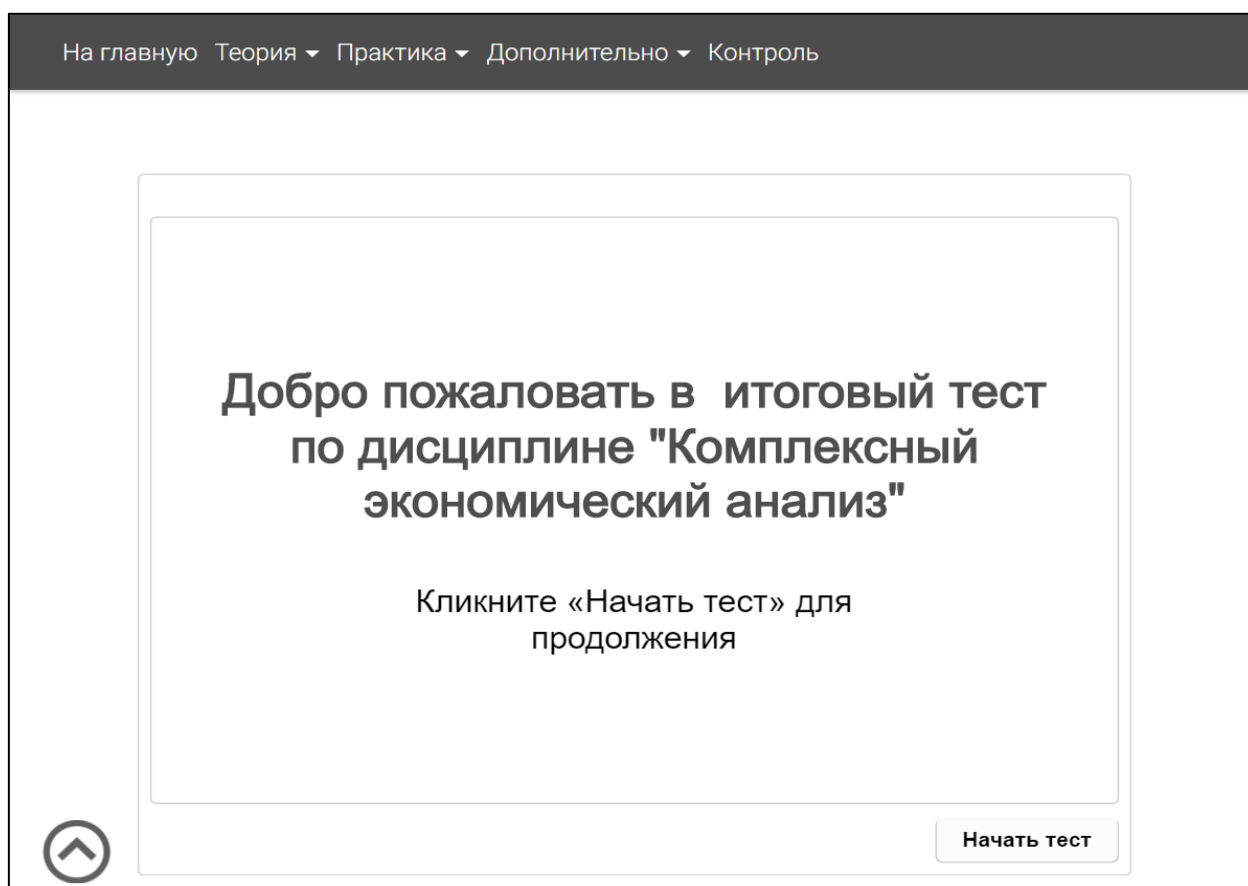 На главную Теория Практика Дополнительно Контроль
Добро пожаловать в итоговый тест
по дисциплине "Комплексный
экономический анализ"
Кликните «Начать тест» для
продолжения
Начать тест